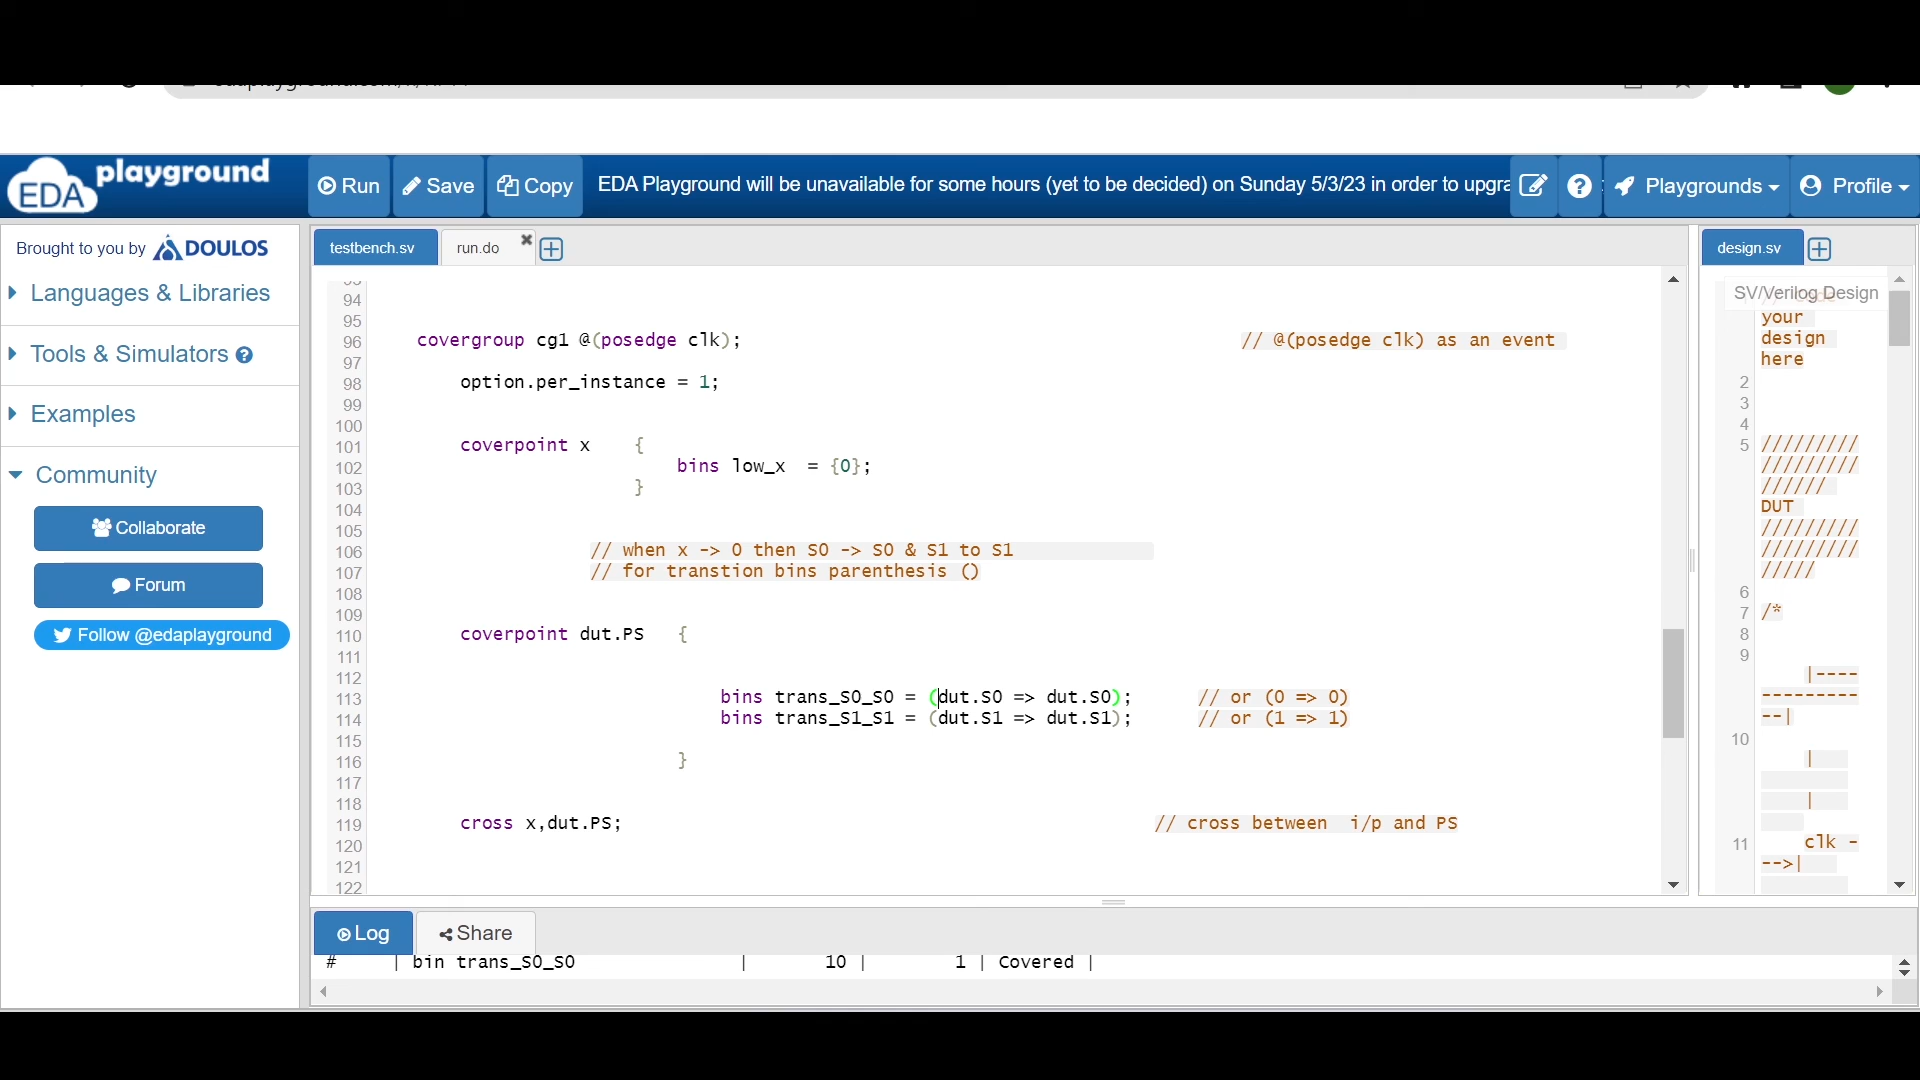 EDA playground
Run
Save
Copy
EDA Playground will be unavailable for some hours (yet to be decided) on Sunday 5/3/23 in order to upgra
Playgrounds
Profile
Brought to you by DOULOS
Languages & Libraries
Tools & Simulators
Examples
Community
Collaborate
Forum
Follow @edaplayground
testbench.sv
run.do
94
95
96 covergroup cg1 @(posedge clk); // @(posedge clk) as an event
97
98 option.per_instance = 1;
99
100
101 coverpoint x {
102 bins low_x = {0};
103 }
104
105
106 // when x -> 0 then S0 -> S0 & S1 to S1
107 // for transtion bins parenthesis ()
108
109
110 coverpoint dut.PS {
111
112
113 bins trans_S0_S0 = (dut.S0 => dut.S0); // or (0 => 0)
114 bins trans_S1_S1 = (dut.S1 => dut.S1); // or (1 => 1)
115
116 }
117
118
119 cross x,dut.PS; // cross between i/p and PS
120
121
122
design.sv
SV/Verilog Design
your
design
here
2
3
4
5 /////////
/////////
//////
DUT
/////////
/////////
/////
6
7 /*
8
9
|----
---------
--|
10
|
|
11 clk -
-->|
Log
Share
# | bin trans_S0_S0 | 10 | 1 | Covered |